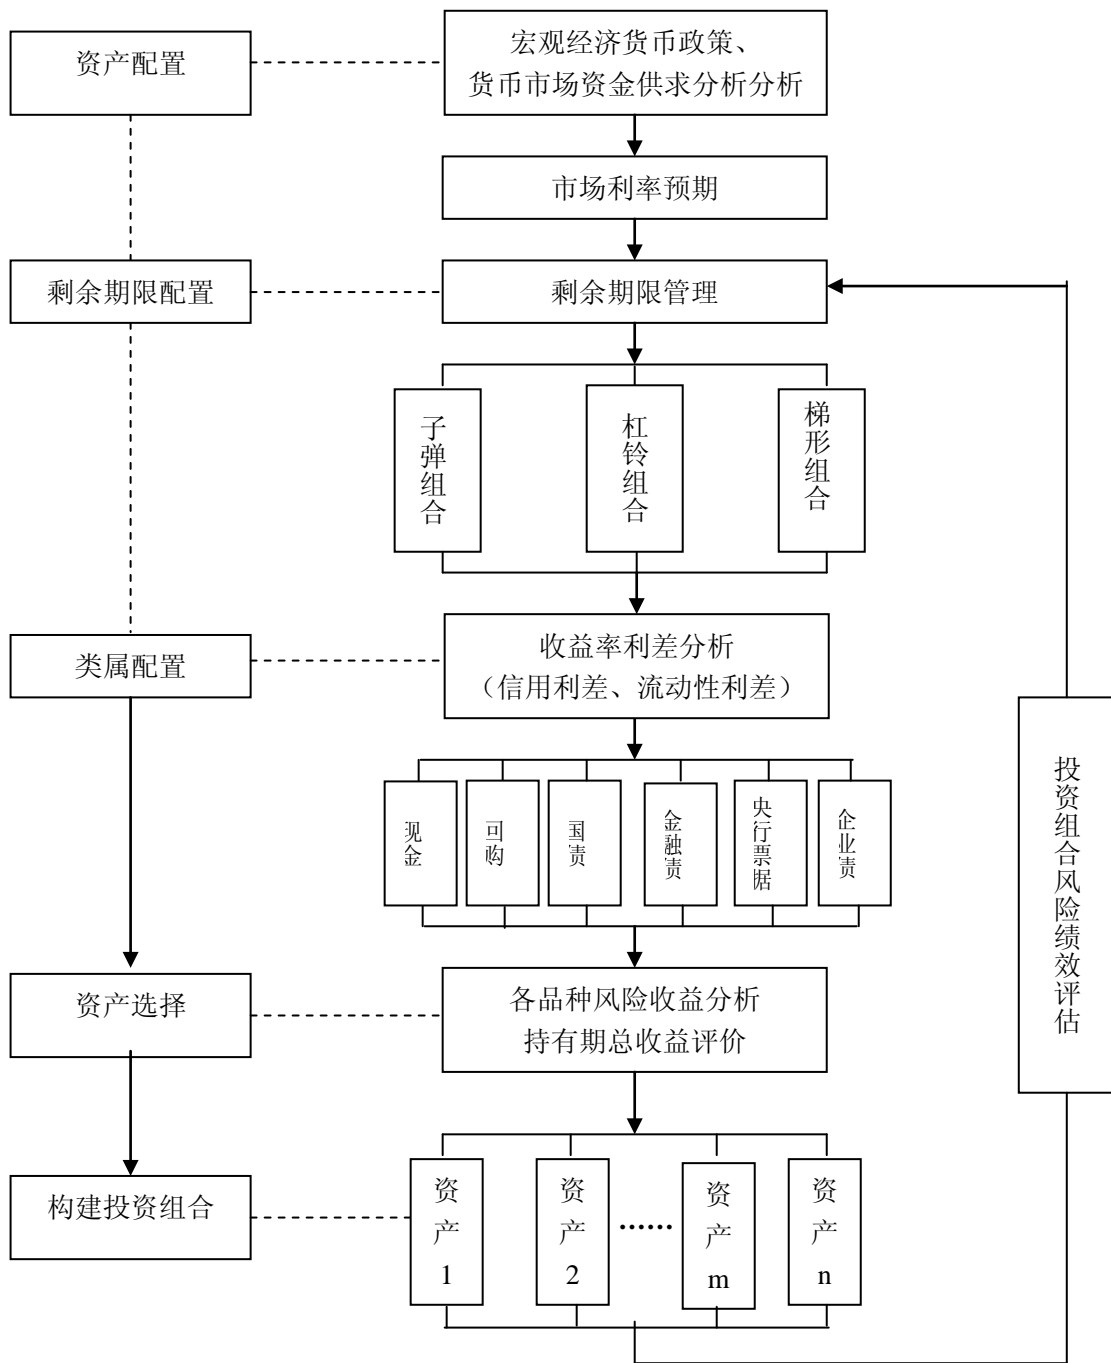 资产配置
宏观经济货币政策、
货币市场资金供求分析分析
市场利率预期
剩余期限配置
剩余期限管理
子弹组合
杠铃组合
梯形组合
类属配置
收益率利差分析
（信用利差、流动性利差）
现金
回购
国债
金融债
央行票据
企业债
投资组合风险绩效评估
资产选择
各品种风险收益分析
持有期总收益评价
构建投资组合
资产1
资产2
……
资产m
资产n